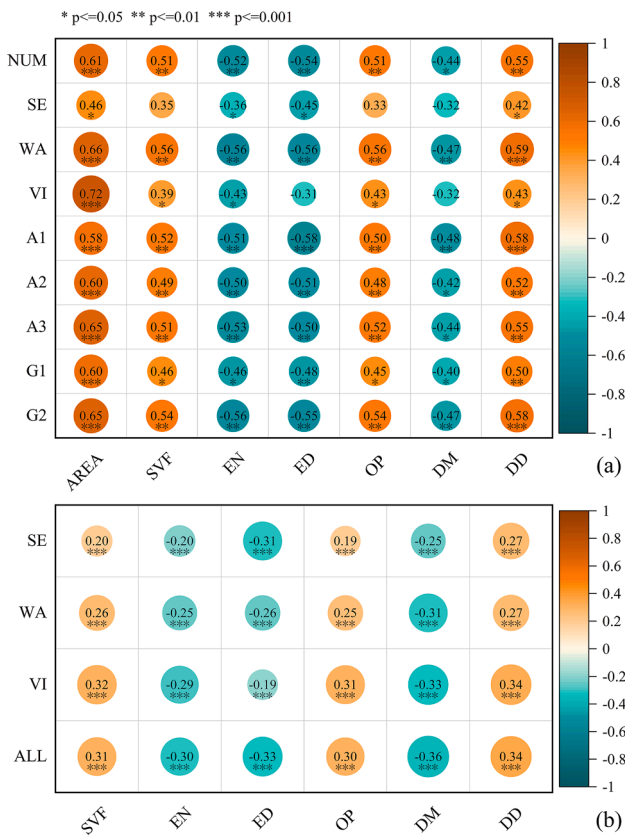 * p<=0.05 ** p<=0.01 *** p<=0.001
NUM 0.61 *** 0.51 ** -0.52 ** -0.54 ** 0.51 ** -0.44 * 0.55 **
SE 0.46 * 0.35 -0.36 * -0.45 * 0.33 -0.32 0.42 *
WA 0.66 *** 0.56 ** -0.56 ** -0.56 ** 0.56 ** -0.47 ** 0.59 ***
VI 0.72 *** 0.39 * -0.43 * -0.31 0.43 * -0.32 0.43 *
A1 0.58 *** 0.52 ** -0.51 ** -0.58 *** 0.50 ** -0.48 ** 0.58 ***
A2 0.60 *** 0.49 ** -0.50 ** -0.51 ** 0.48 ** -0.42 * 0.52 **
A3 0.65 *** 0.51 ** -0.53 ** -0.50 ** 0.52 ** -0.44 * 0.55 **
G1 0.60 *** 0.46 * -0.46 * -0.48 ** 0.45 * -0.40 * 0.50 **
G2 0.65 *** 0.54 ** -0.56 ** -0.55 ** 0.54 ** -0.47 ** 0.58 ***
AREA SVF EN ED OP DM DD
1
0.8
0.6
0.4
0.2
0
-0.2
-0.4
-0.6
-0.8
-1
(a)
SE 0.20 *** -0.20 *** -0.31 *** 0.19 *** -0.25 *** 0.27 ***
WA 0.26 *** -0.25 *** -0.26 *** 0.25 *** -0.31 *** 0.27 ***
VI 0.32 *** -0.29 *** -0.19 *** 0.31 *** -0.33 *** 0.34 ***
ALL 0.31 *** -0.30 *** -0.33 *** 0.30 *** -0.36 *** 0.34 ***
SVF EN ED OP DM DD
1
0.8
0.6
0.4
0.2
0
-0.2
-0.4
-0.6
-0.8
-1
(b)